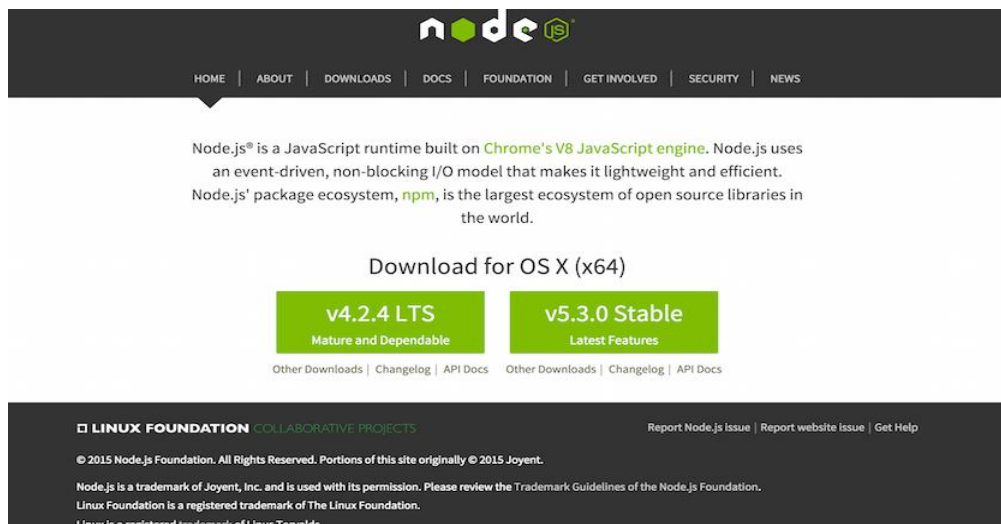 node JS
HOME | ABOUT | DOWNLOADS | DOCS | FOUNDATION | GET INVOLVED | SECURITY | NEWS
Node.js® is a JavaScript runtime built on Chrome's V8 JavaScript engine. Node.js uses
an event-driven, non-blocking I/O model that makes it lightweight and efficient.
Node.js' package ecosystem, npm, is the largest ecosystem of open source libraries in
the world.
Download for OS X (x64)
v4.2.4 LTS
Mature and Dependable
Other Downloads | Changelog | API Docs
v5.3.0 Stable
Latest Features
Other Downloads | Changelog | API Docs
LINUX FOUNDATION COLLABORATIVE PROJECTS
Report Node.js issue | Report website issue | Get Help
© 2015 Node.js Foundation. All Rights Reserved. Portions of this site originally © 2015 Joyent.
Node.js is a trademark of Joyent, Inc. and is used with its permission. Please review the Trademark Guidelines of the Node.js Foundation.
Linux Foundation is a registered trademark of The Linux Foundation.
Linux is a registered trademark of Linus Torvalds.